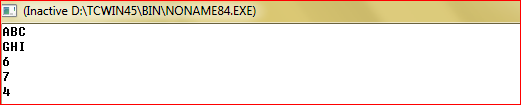 (Inactive D:\TCWIN45\BIN\NONAME84.EXE)
ABC
GHI
6
7
4